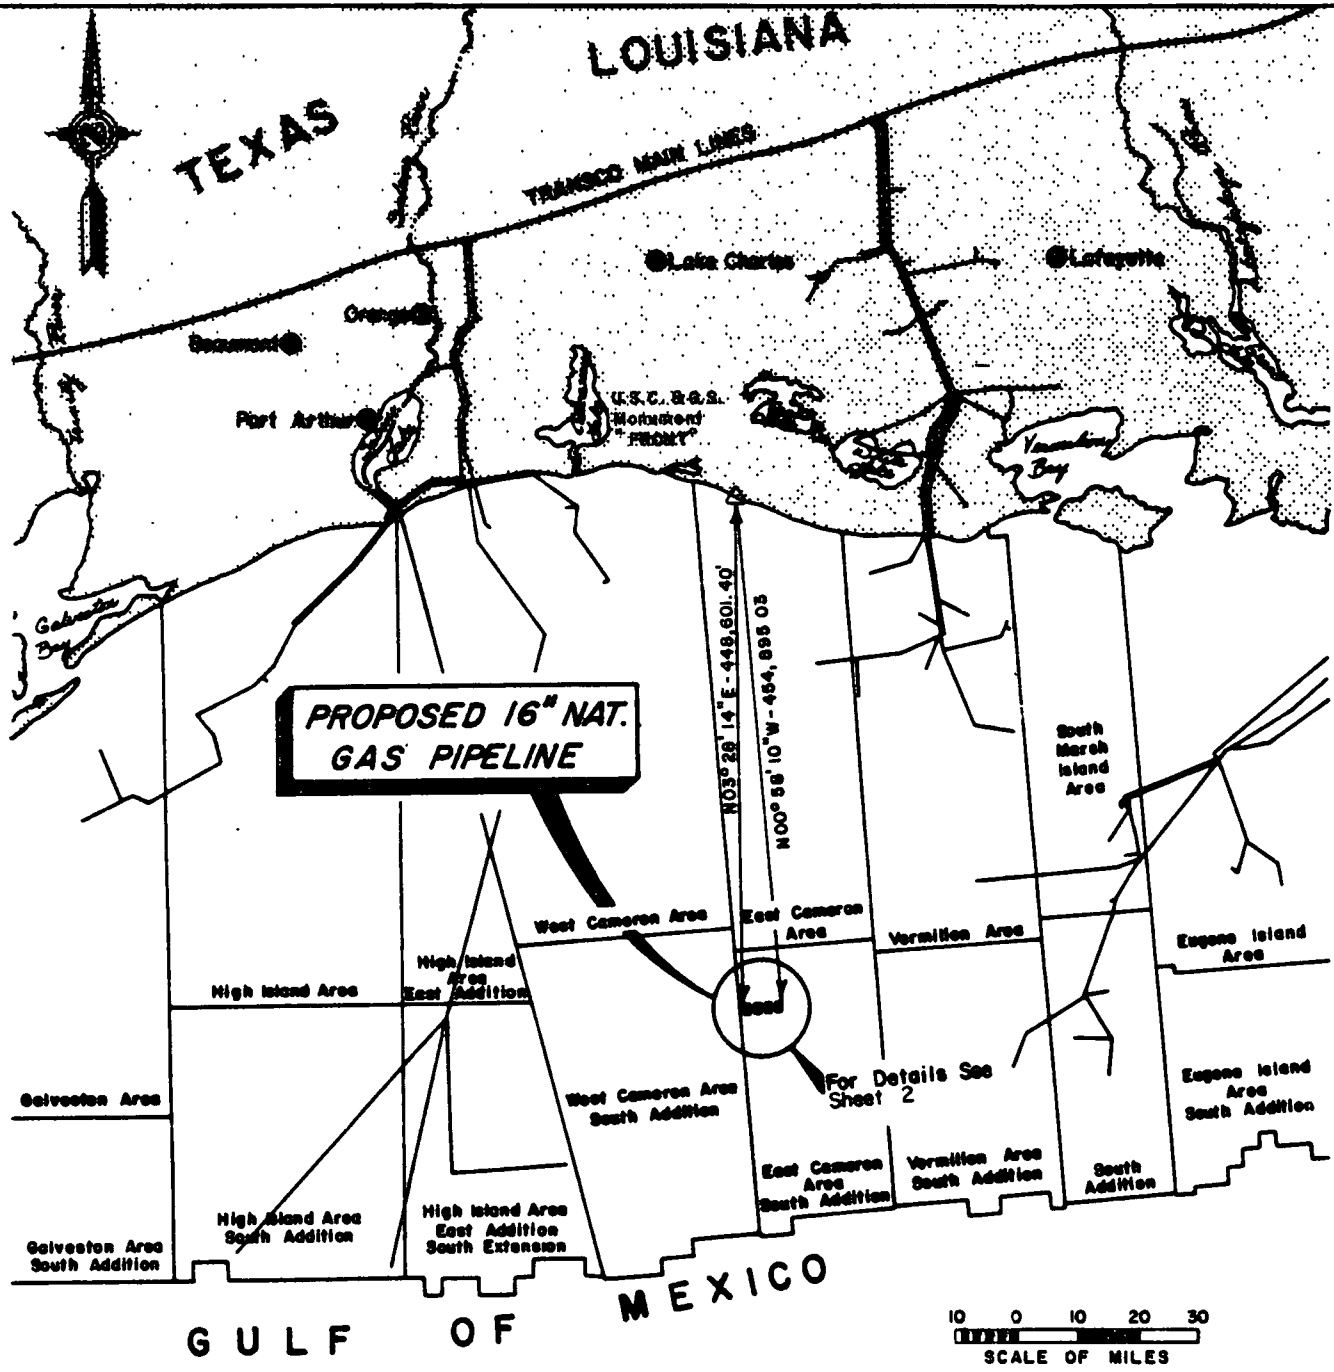 LOUISIANA
TEXAS
TRANSCO MAIN LINES
River
Lake Charles
Lafayette
Orange
Beaumont
River
Trinity
Port Arthur
U.S.C. & G.S.
Monument
"FRONT"
Vermilion
Bay
Galveston
Bay
N03° 28' 14" E - 448,601.40'
N00° 58' 10" W - 454,895 03
PROPOSED 16" NAT.
GAS PIPELINE
South
Marsh
Island
Area
West Cameron Area
East Cameron
Area
Vermilion Area
Eugene Island
Area
High Island
Area
East Addition
High Island Area
For Details See
Sheet 2
Galveston Area
West Cameron Area
South Addition
Eugene Island
Area
South Addition
East Cameron
Area
South Addition
Vermilion Area
South Addition
South
Addition
High Island Area
South Addition
High Island Area
East Addition
South Extension
Galveston Area
South Addition
GULF OF MEXICO
10 0 10 20 30
SCALE OF MILES